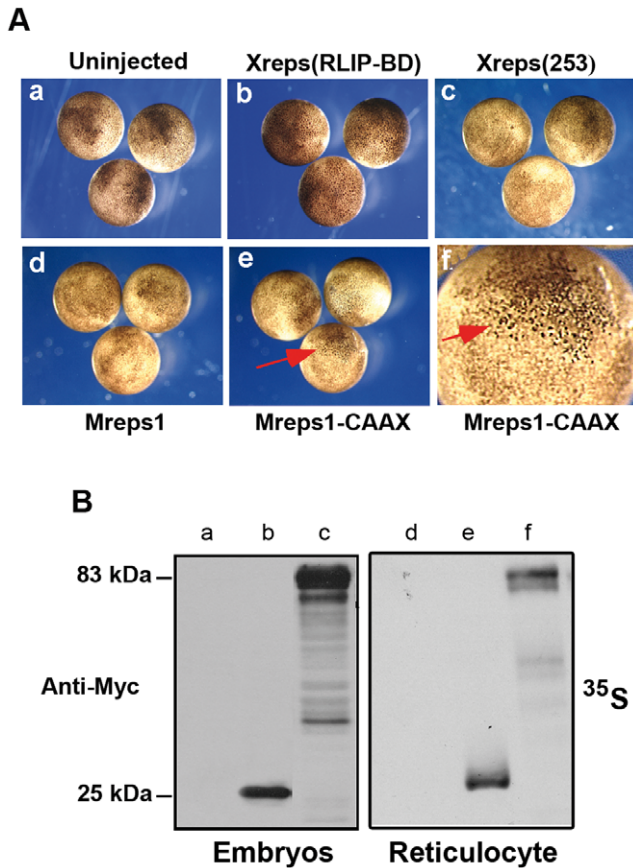 A
Uninjected Xreps(RLIP-BD) Xreps(253)
a b c
d e f
Mreps1 Mreps1-CAAX Mreps1-CAAX
B
a b c d e f
83 kDa
Anti-Myc 35S
25 kDa
Embryos Reticulocyte